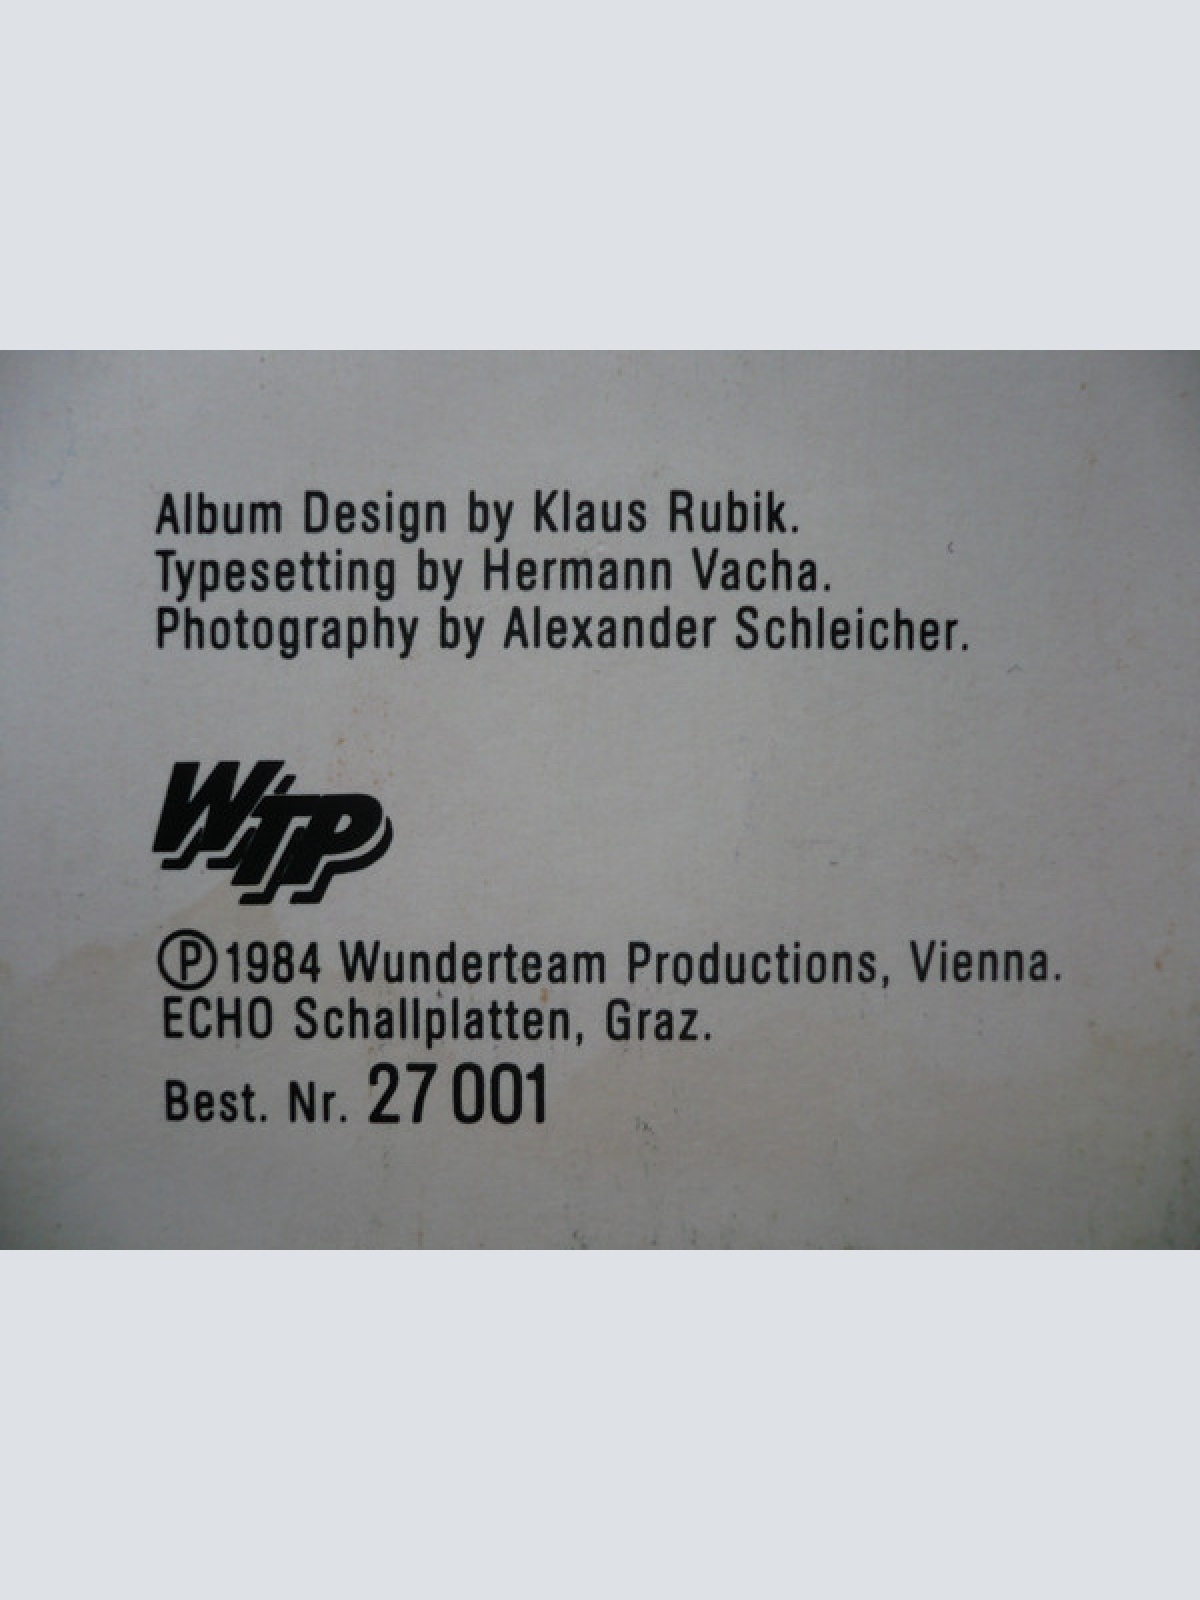 Album Design by Klaus Rubik.
Typesetting by Hermann Vacha.
Photography by Alexander Schleicher.
WTP
Ⓟ1984 Wunderteam Productions, Vienna.
ECHO Schallplatten, Graz.
Best. Nr. 27 001